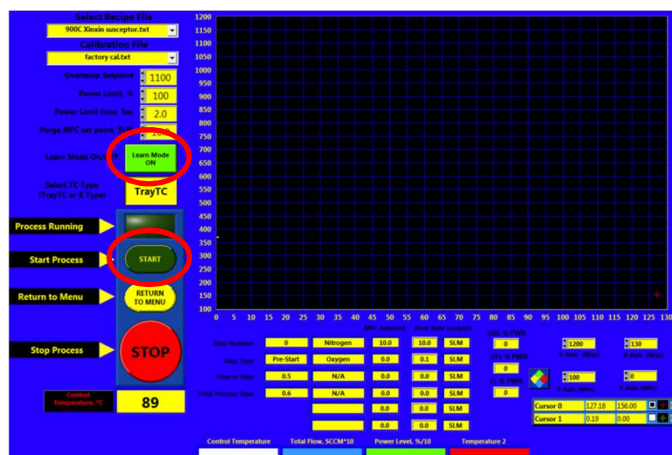 Select Recipe File
900C Xinxin susceptor.txt
Calibration File
factory cal.txt
Overtemp Setpoint 1100
Power Limit, % 100
Power Limit time, Sec 2.0
Purge MFC set point, SLM
Learn Mode On/Off
Learn Mode
ON
Select TC Type
(TrayTC or K Type)
TrayTC
Process Running
Start Process
START
Return to Menu
RETURN
TO MENU
Stop Process
STOP
Control
Temperature, °C
89
1200
1150
1100
1050
1000
950
900
850
800
750
700
650
600
550
500
450
400
350
300
250
200
150
100
0 5 10 15 20 25 30 35 40 45 50 55 60 65 70 75 80 85 90 95 100 105 110 115 120 125 130
MFC Setpoint
Step Number 0 Nitrogen 10.0 10.0 SLM
Step Type Pre-Start Oxygen 0.0 0.1 SLM
Time in Step 0.5 N/A 0.0 0.0 SLM
Total Process Time 0.6 N/A 0.0 0.0 SLM
0.0 0.0 SLM
0.0 0.0 SLM
% PWR
0
% PWR
0
% PWR
0
1200
Y Axis (Max)
130
X Axis (Max)
100
0
Cursor 0 127.18 156.00
Cursor 1 0.19 0.00
Control Temperature
Total Flow, SCCM*10
Power Level, %/10
Temperature 2